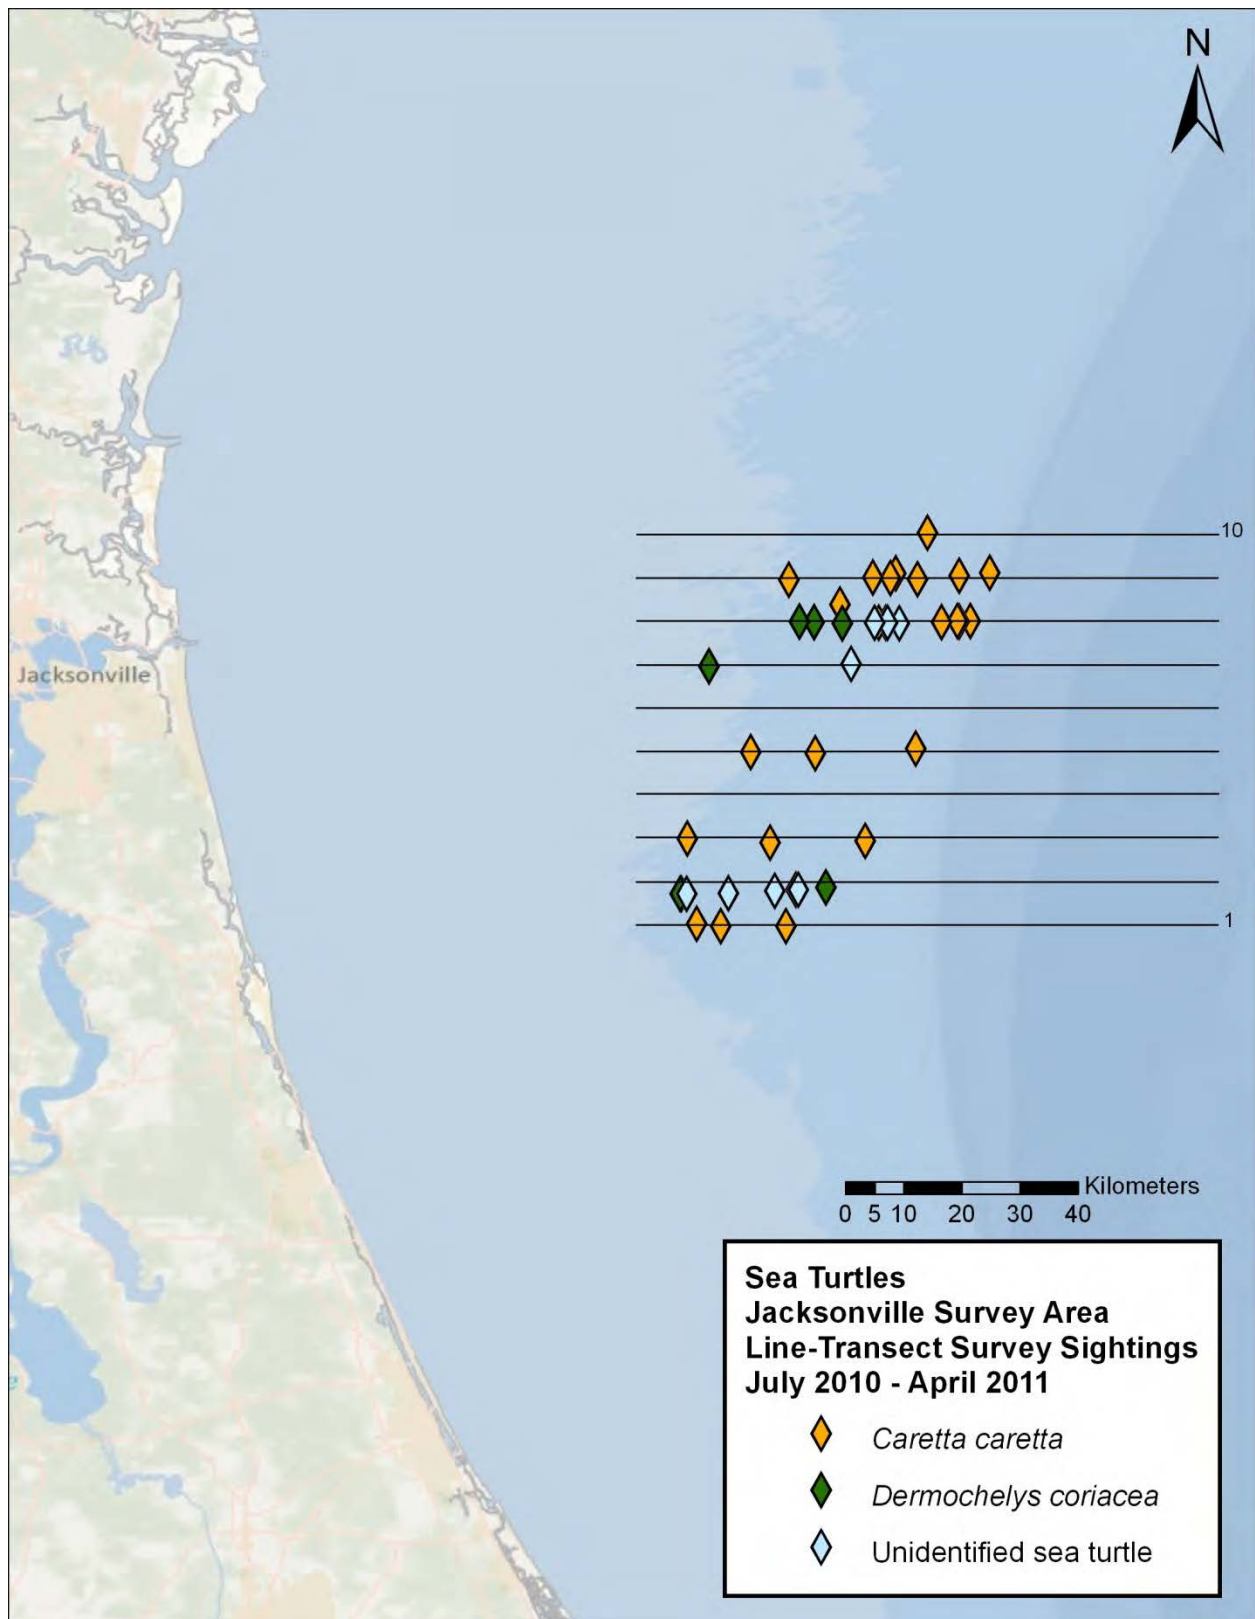 N
10
Jacksonville
1
Kilometers
0 5 10 20 30 40
Sea Turtles
Jacksonville Survey Area
Line-Transect Survey Sightings
July 2010 - April 2011
Caretta caretta
Dermochelys coriacea
Unidentified sea turtle